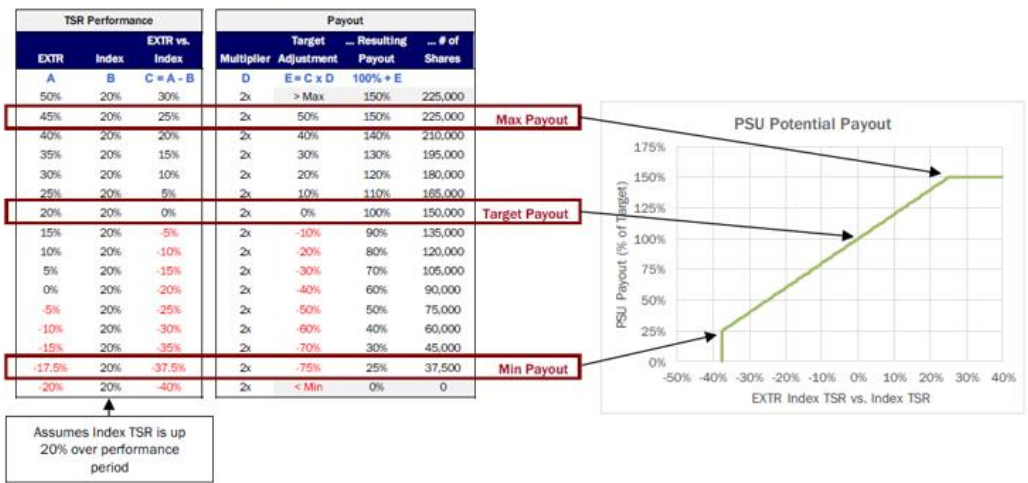 TSR Performance
Payout
EXTR Index EXTR vs. Index
Multiplier Target Adjustment ... Resulting Payout ... # of Shares
A B C = A - B D E = C x D 100% + E
50% 20% 30% 2x > Max 150% 225,000
45% 20% 25% 2x 50% 150% 225,000 Max Payout
40% 20% 20% 2x 40% 140% 210,000
35% 20% 15% 2x 30% 130% 195,000
30% 20% 10% 2x 20% 120% 180,000
25% 20% 5% 2x 10% 110% 165,000
20% 20% 0% 2x 0% 100% 150,000 Target Payout
15% 20% -5% 2x -10% 90% 135,000
10% 20% -10% 2x -20% 80% 120,000
5% 20% -15% 2x -30% 70% 105,000
0% 20% -20% 2x -40% 60% 90,000
-5% 20% -25% 2x -50% 50% 75,000
-10% 20% -30% 2x -60% 40% 60,000
-15% 20% -35% 2x -70% 30% 45,000
-17.5% 20% -37.5% 2x -75% 25% 37,500 Min Payout
-20% 20% -40% 2x < Min 0% 0
Assumes Index TSR is up
20% over performance
period
PSU Potential Payout
PSU Payout (% of Target)
175%
150%
125%
100%
75%
50%
25%
0%
-50% -40% -30% -20% -10% 0% 10% 20% 30% 40%
EXTR Index TSR vs. Index TSR